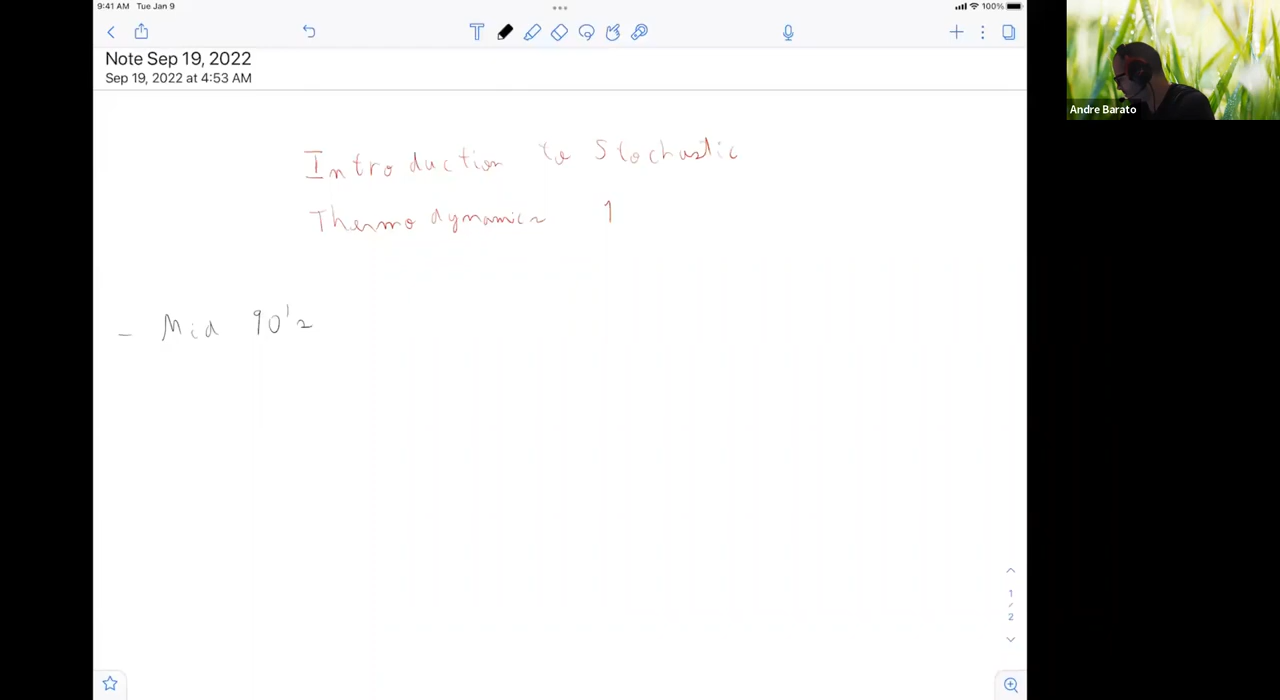 9:41 AM Tue Jan 9
100%
Note Sep 19, 2022
Sep 19, 2022 at 4:53 AM
Andre Barato
Introduction to Stochastic
Thermodynamics 1
- Mid 90's
1
/
2